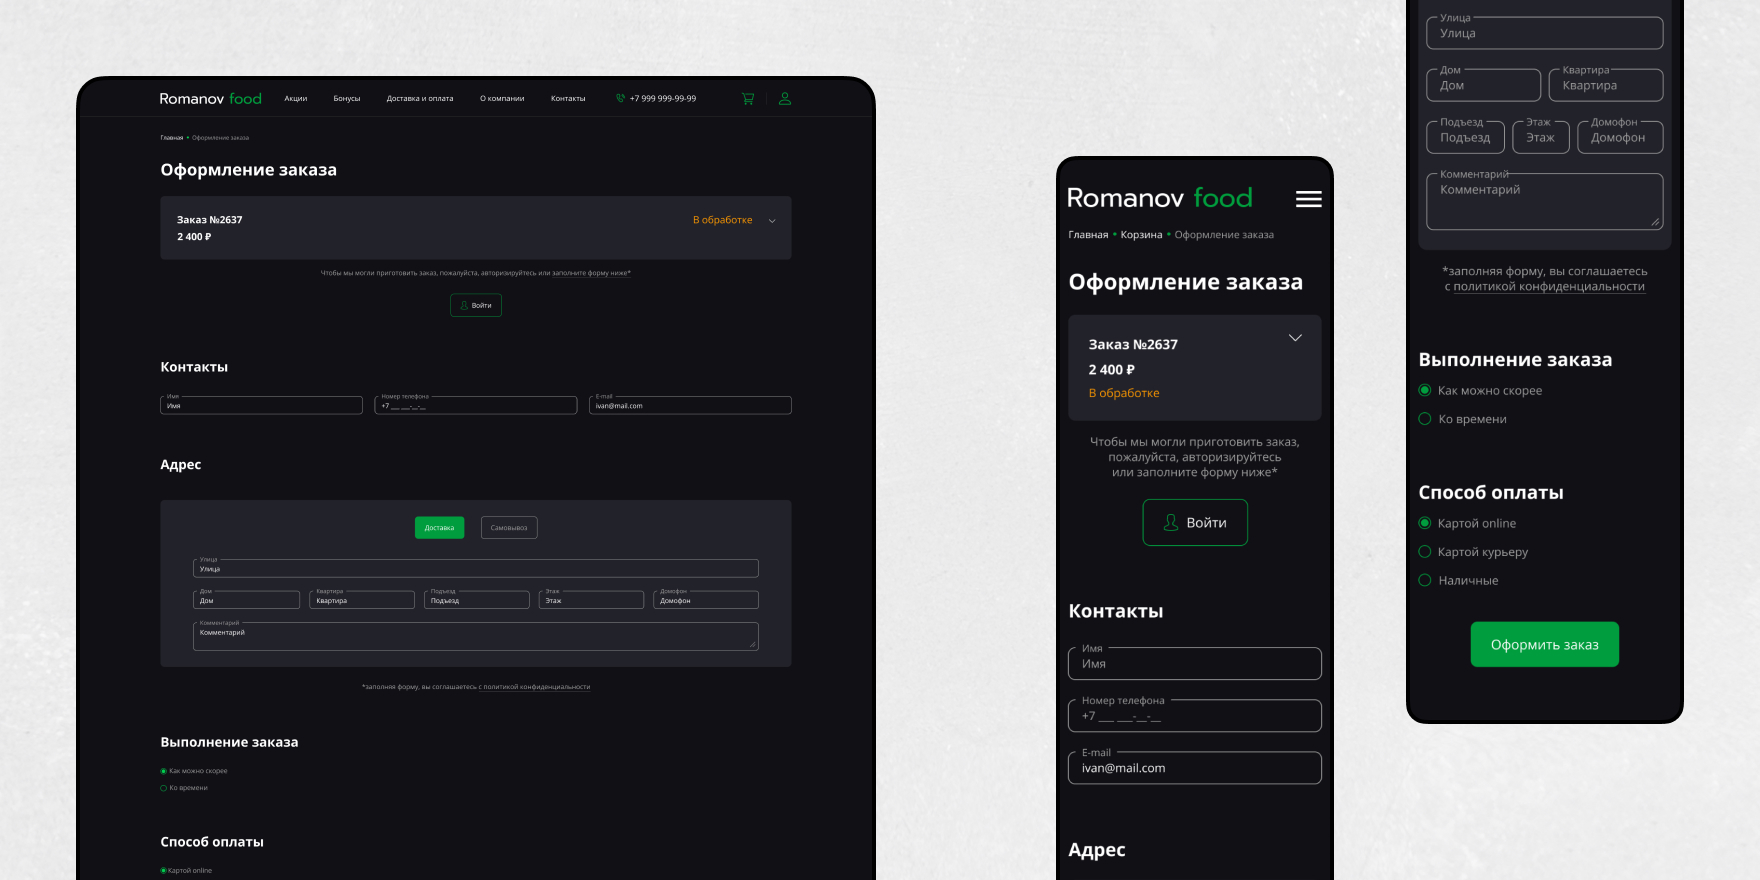 Romanov food
Акции Бонусы Доставка и оплата О компании Контакты +7 999 999-99-99
Главная • Оформление заказа
Оформление заказа
Заказ №2637
В обработке
2 400 ₽
Чтобы мы могли приготовить заказ, пожалуйста, авторизируйтесь или заполните форму ниже*
Войти
Контакты
Имя Номер телефона E-mail
Имя +7 ___ ___-__-__ ivan@mail.com
Адрес
Доставка Самовывоз
Улица
Улица
Дом Квартира Подъезд Этаж Домофон
Дом Квартира Подъезд Этаж Домофон
Комментарий
Комментарий
*заполняя форму, вы соглашаетесь с политикой конфиденциальности
Выполнение заказа
Как можно скорее
Ко времени
Способ оплаты
Картой online
Romanov food
Главная • Корзина • Оформление заказа
Оформление заказа
Заказ №2637
2 400 ₽
В обработке
Чтобы мы могли приготовить заказ,
пожалуйста, авторизируйтесь
или заполните форму ниже*
Войти
Контакты
Имя
Имя
Номер телефона
+7 ___ ___-__-__
E-mail
ivan@mail.com
Адрес
Улица
Улица
Дом Квартира
Дом Квартира
Подъезд Этаж Домофон
Подъезд Этаж Домофон
Комментарий
Комментарий
*заполняя форму, вы соглашаетесь
с политикой конфиденциальности
Выполнение заказа
Как можно скорее
Ко времени
Способ оплаты
Картой online
Картой курьеру
Наличные
Оформить заказ